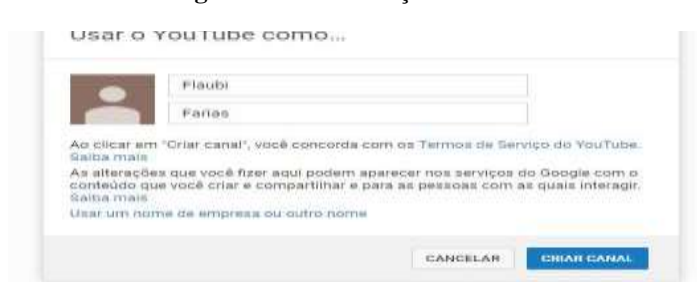 Usar o YouTube como...
Flaubi
Farias
Ao clicar em "Criar canal", você concorda com os Termos de Serviço do YouTube.
Saiba mais
As alterações que você fizer aqui podem aparecer nos serviços do Google com o
conteúdo que você criar e compartilhar e para as pessoas com as quais interagir.
Saiba mais
Usar um nome de empresa ou outro nome
CANCELAR
CRIAR CANAL